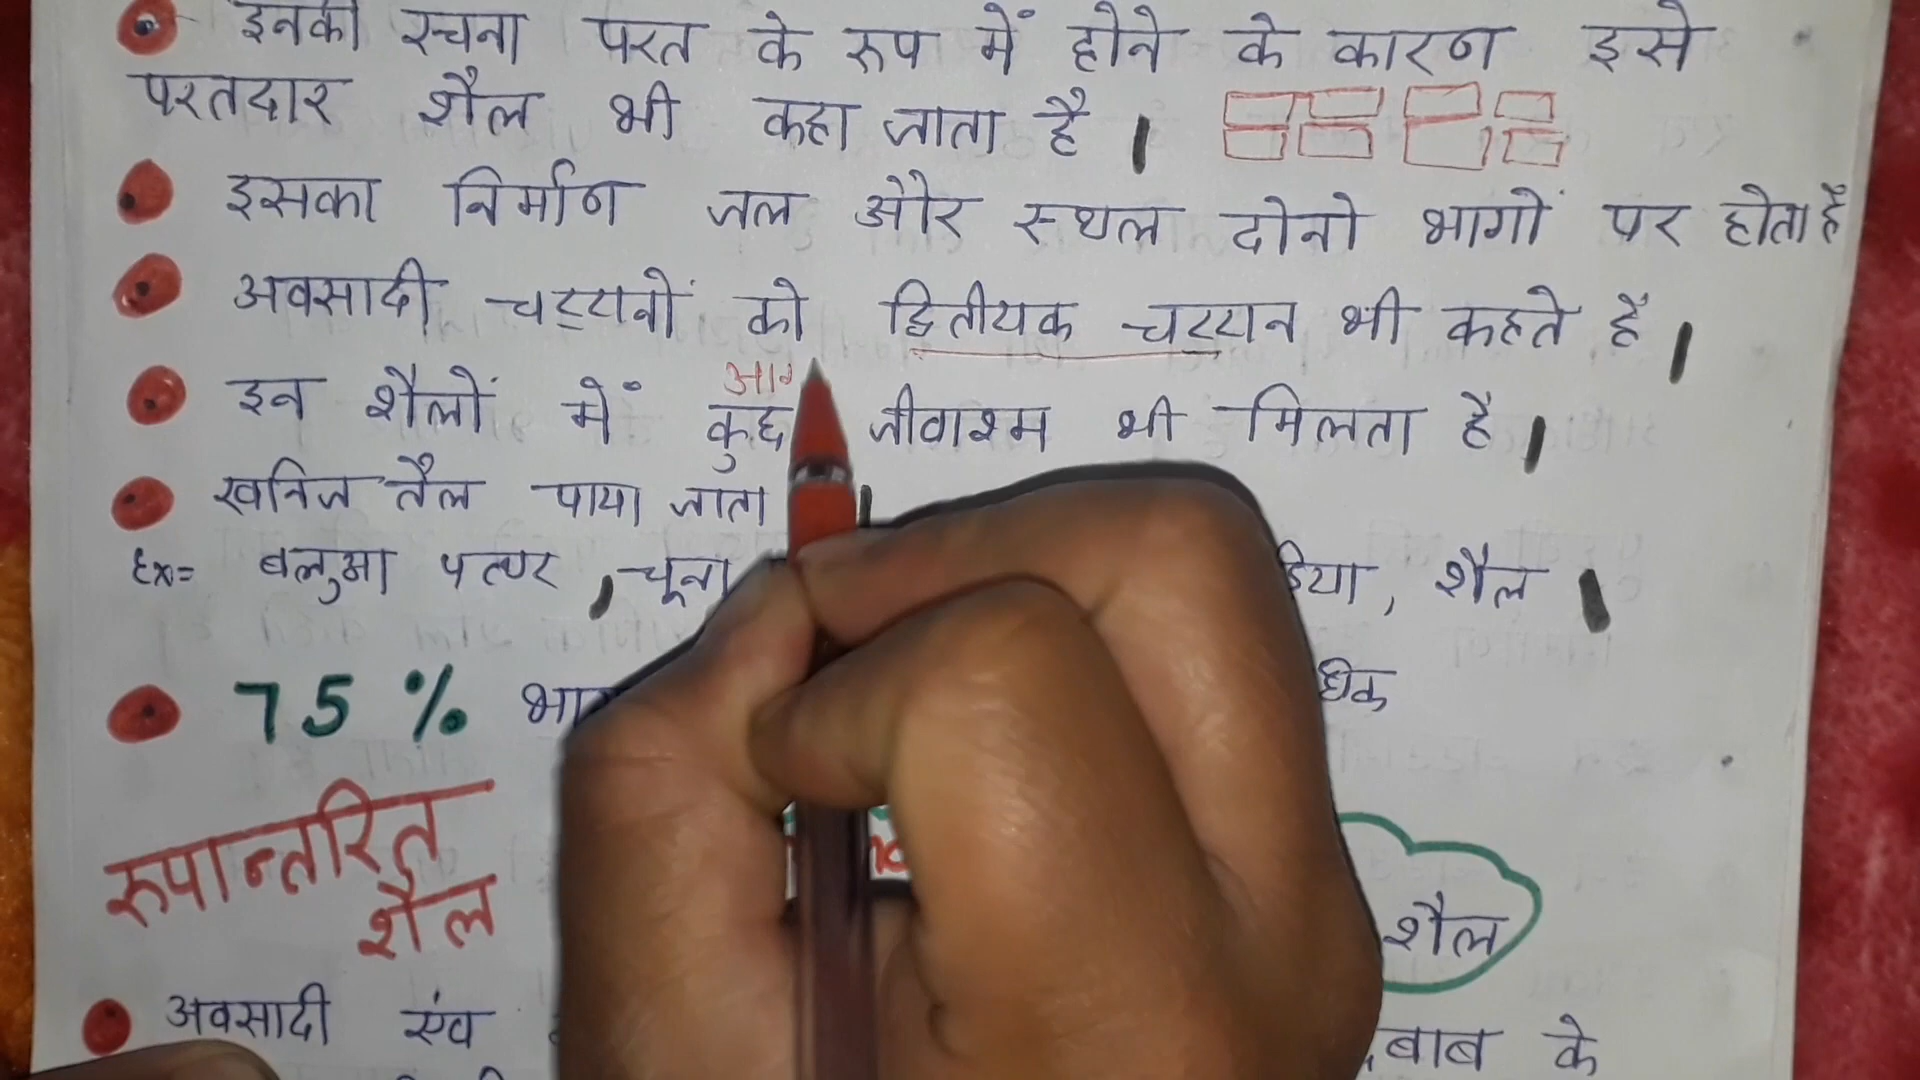 इनकी रचना परत के रूप में होने के कारण इसे
परतदार शैल भी कहा जाता है ।
इसका निर्माण जल और स्थल दोनो भागों पर होता है
अवसादी चट्टानों को द्वितीयक चट्टान भी कहते है ।
इन शैलों में कुछ जीवाश्म भी मिलता है ।
खनिज तैल पाया जाता ।
Ex= बलुआ पत्थर , चूना शैल ।
75 %
रुपान्तरित
शैल
शैल
अवसादी एंव के